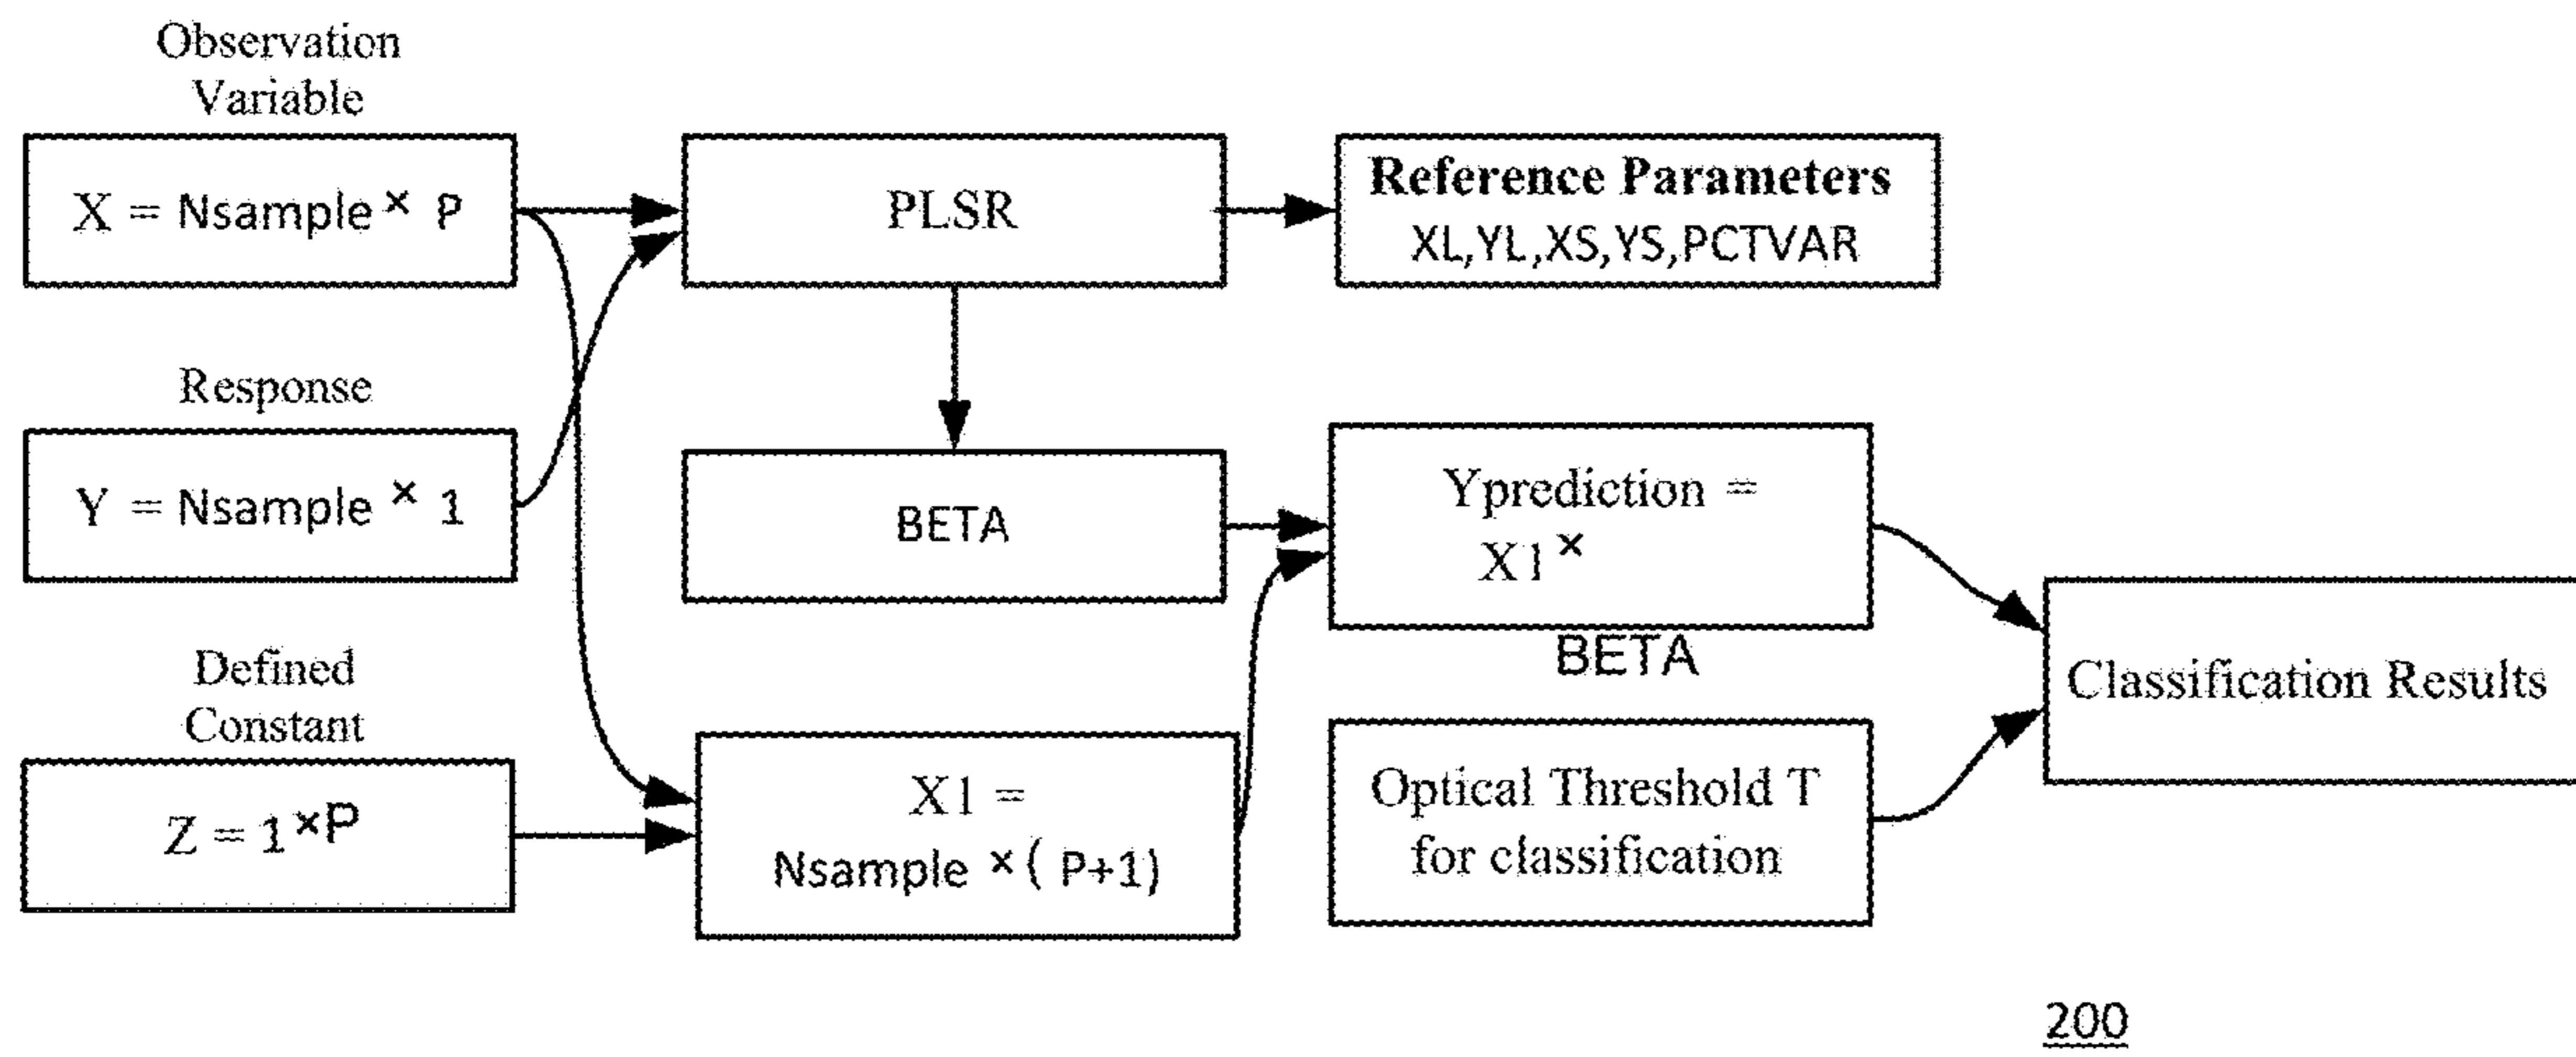 Observation
Variable
X = Nsample × P
PLSR
Reference Parameters
XL,YL,XS,YS,PCTVAR
Response
Y = Nsample × 1
BETA
Yprediction =
X1 ×
BETA
Defined
Constant
Z = 1 × P
X1 =
Nsample × ( P+1)
Optical Threshold T
for classification
Classification Results
200